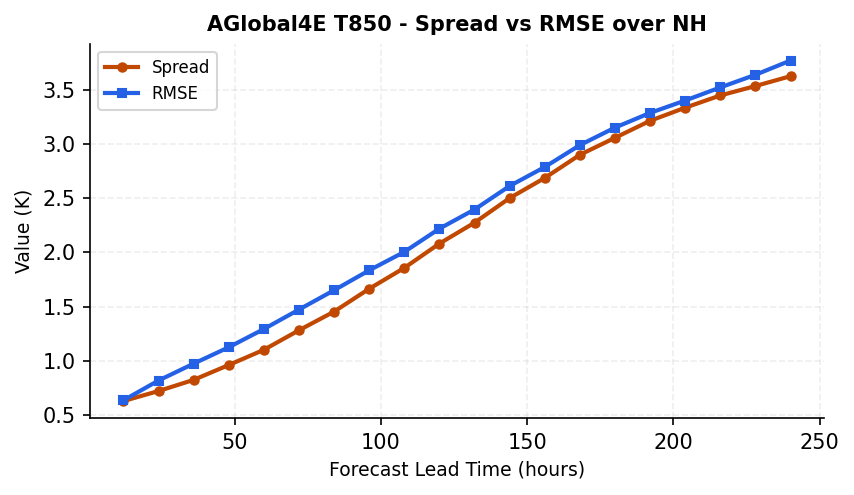 AGlobal4E T850 - Spread vs RMSE over NH
Spread
RMSE
Value (K)
3.5
3.0
2.5
2.0
1.5
1.0
0.5
50
100
150
200
250
Forecast Lead Time (hours)